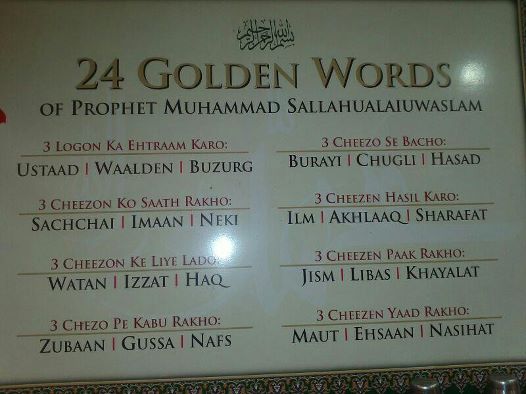 بسم الله الرحمن الرحيم
24 GOLDEN WORDS
OF PROPHET MUHAMMAD SALLAHUALAIUWASLAM
3 LOGON KA EHTRAAM KARO:
USTAAD | WAALDEN | BUZURG
3 CHEEZON KO SAATH RAKHO:
SACHCHAI | IMAAN | NEKI
3 CHEEZON KE LIYE LADO:
WATAN | IZZAT | HAQ
3 CHEZO PE KABU RAKHO:
ZUBAAN | GUSSA | NAFS
3 CHEEZO SE BACHO:
BURAYI | CHUGLI | HASAD
3 CHEEZEN HASIL KARO:
ILM | AKHLAAQ | SHARAFAT
3 CHEEZEN PAAK RAKHO:
JISM | LIBAS | KHAYALAT
3 CHEEZEN YAAD RAKHO:
MAUT | EHSAAN | NASIHAT